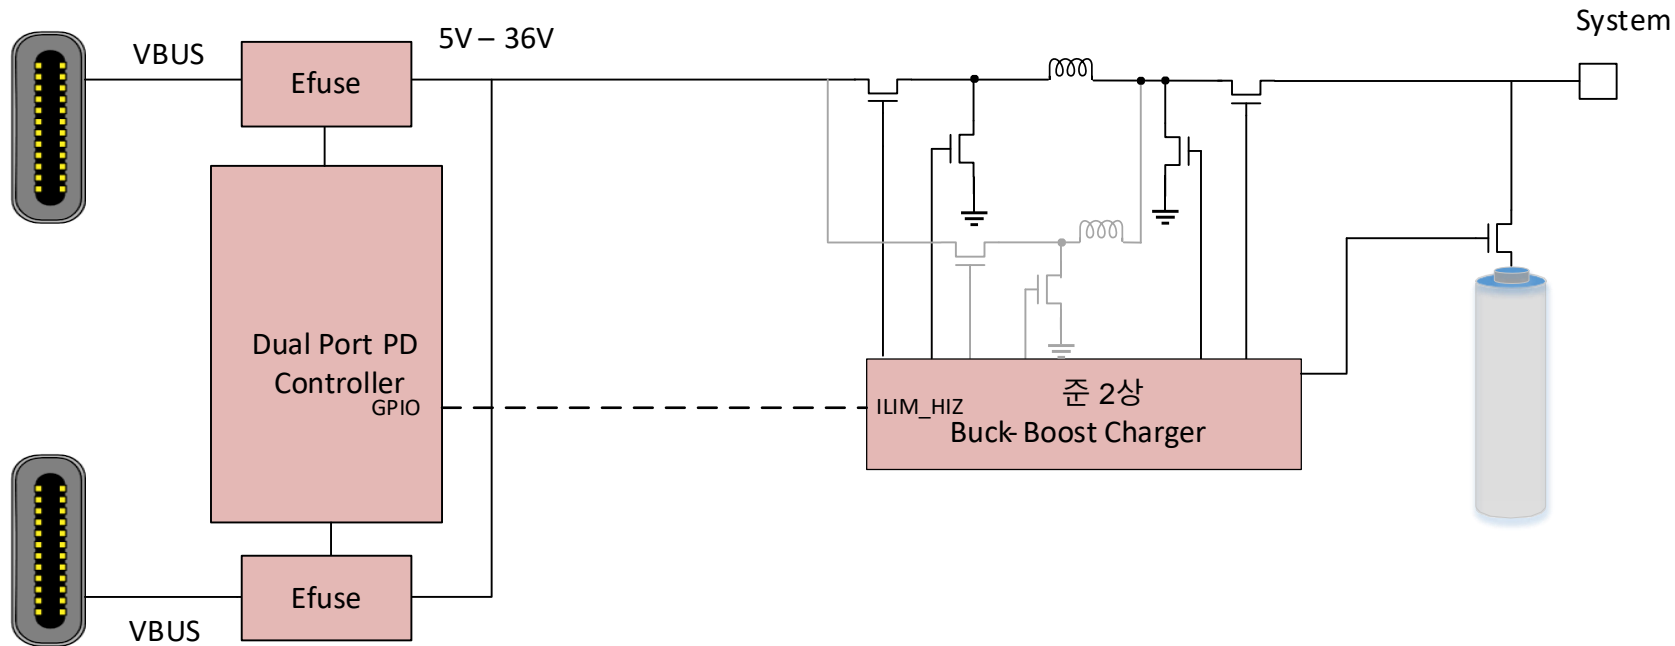 System
5V – 36V
VBUS
Efuse
Dual Port PD
Controller
GPIO
ILIM_HIZ
준 2상
Buck-Boost Charger
Efuse
VBUS